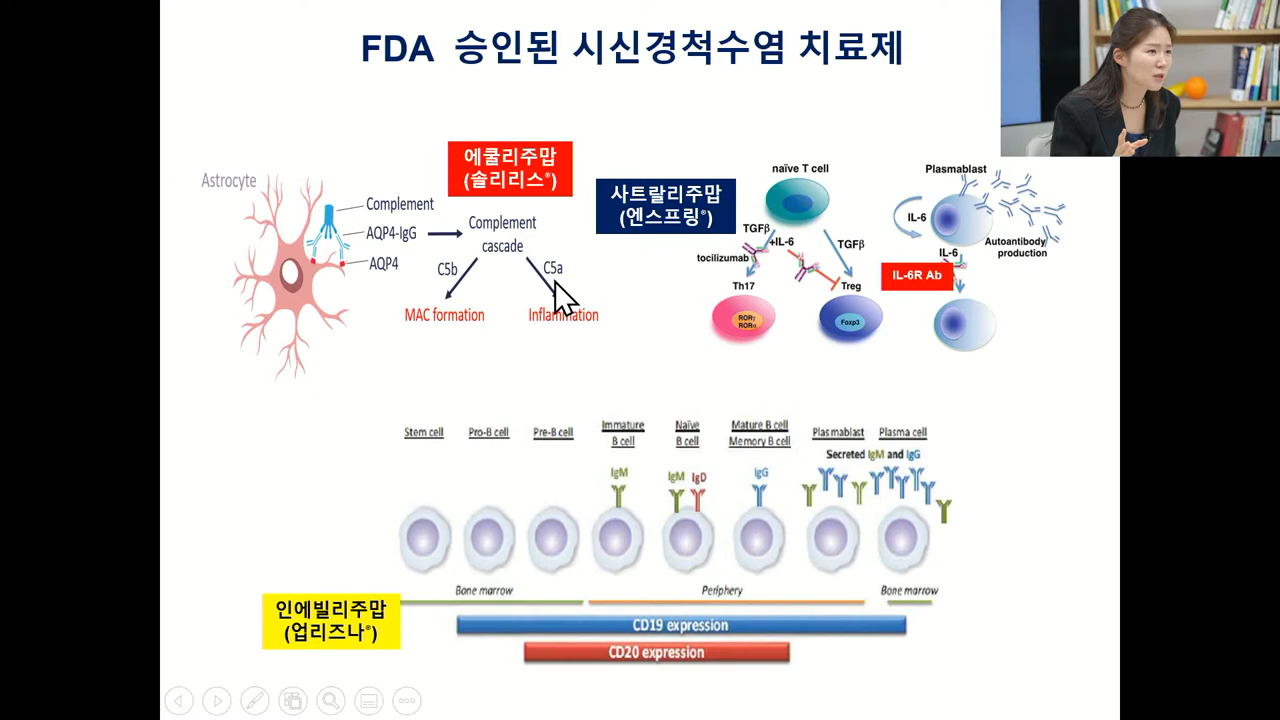 FDA 승인된 시신경척수염 치료제
에쿨리주맙
(솔리리스®)
Astrocyte
Complement
AQP4-IgG
AQP4
Complement
cascade
C5b
C5a
MAC formation
Inflammation
사트랄리주맙
(엔스프링®)
naïve T cell
TGFβ
+IL-6
TGFβ
tocilizumab
Th17
Treg
RORγ
RORα
Foxp3
Plasmablast
IL-6
Autoantibody
production
IL-6
IL-6R Ab
Stem cell
Pro-B cell
Pre-B cell
Immature
B cell
Naïve
B cell
Mature B cell
Memory B cell
Plasmablast
Plasma cell
Secreted IgM and IgG
IgM
IgM IgD
IgG
Bone marrow
Periphery
Bone marrow
인에빌리주맙
(업리즈나®)
CD19 expression
CD20 expression